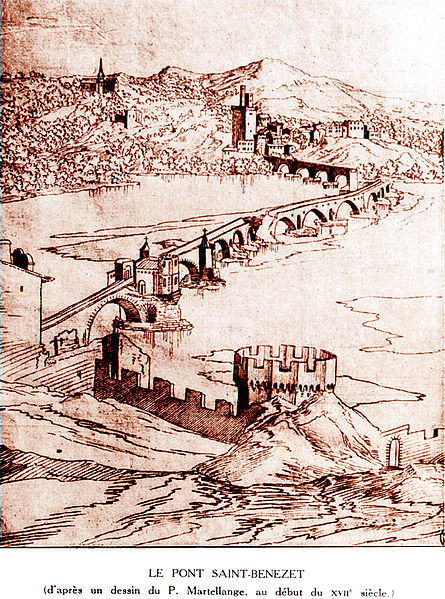 LE PONT SAINT-BENEZET
(d'après un dessin du P. Martellange, au début du XVIIᵉ siècle.)